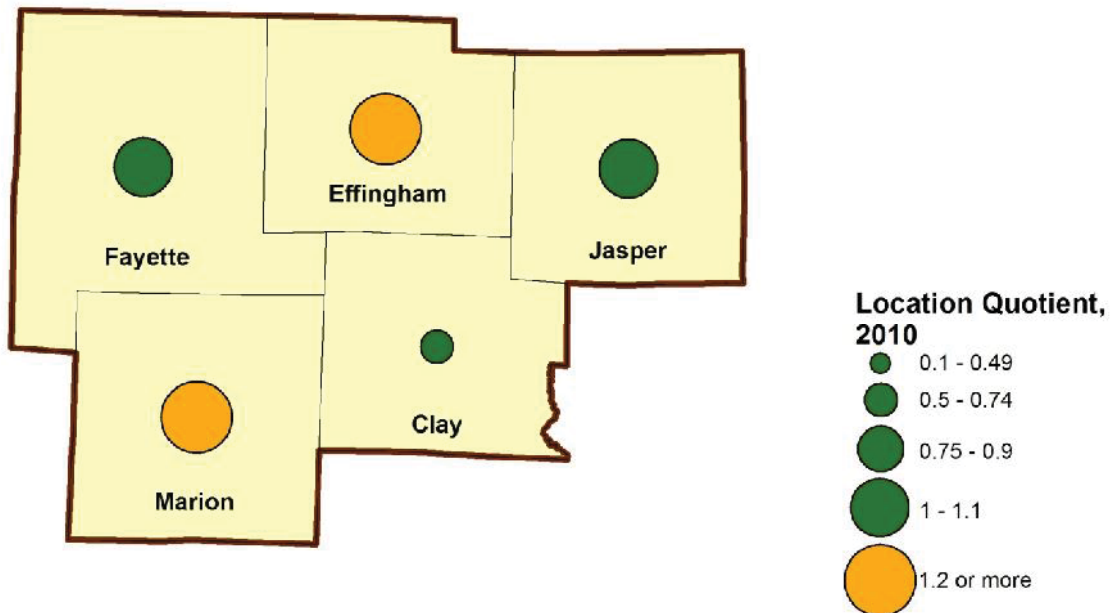 Effingham
Fayette
Jasper
Clay
Marion
Location Quotient,
2010
0.1 - 0.49
0.5 - 0.74
0.75 - 0.9
1 - 1.1
1.2 or more